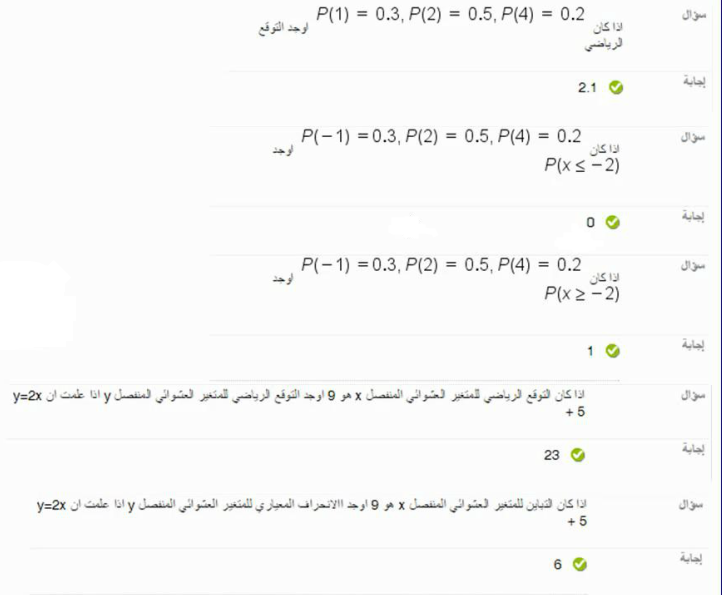 سؤال
اذا كان P(1) = 0.3, P(2) = 0.5, P(4) = 0.2 اوجد التوقع
الرياضي
إجابة
2.1
سؤال
اذا كان P(−1) =0.3, P(2) = 0.5, P(4) = 0.2 اوجد
P(x ≤ −2)
إجابة
0
سؤال
اذا كان P(−1) =0.3, P(2) = 0.5, P(4) = 0.2 اوجد
P(x ≥ −2)
إجابة
1
سؤال
اذا كان التوقع الرياضي للمتغير العشوائي المنفصل x هو 9 اوجد التوقع الرياضي للمتغير العشوائي المنفصل y اذا علمت ان y=2x
+ 5
إجابة
23
سؤال
اذا كان التباين للمتغير العشوائي المنفصل x هو 9 اوجد االانحراف المعياري للمتغير العشوائي المنفصل y اذا علمت ان y=2x
+ 5
إجابة
6